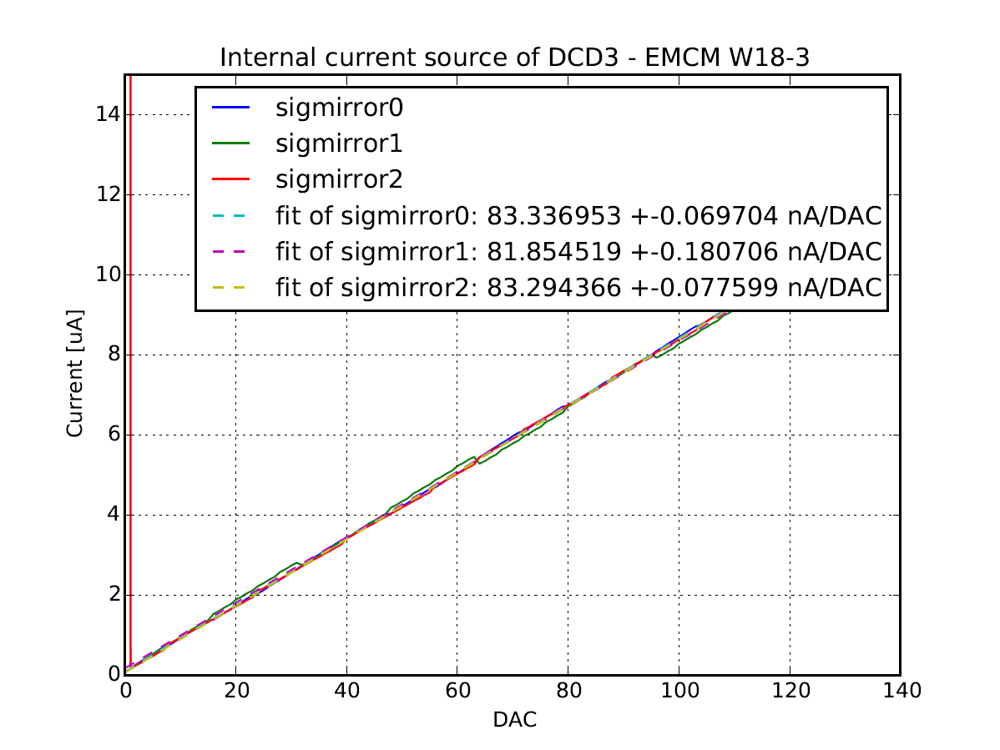 Internal current source of DCD3 - EMCM W18-3
sigmirror0
sigmirror1
sigmirror2
fit of sigmirror0: 83.336953 +-0.069704 nA/DAC
fit of sigmirror1: 81.854519 +-0.180706 nA/DAC
fit of sigmirror2: 83.294366 +-0.077599 nA/DAC
Current [uA]
14
12
10
8
6
4
2
0
0 20 40 60 80 100 120 140
DAC